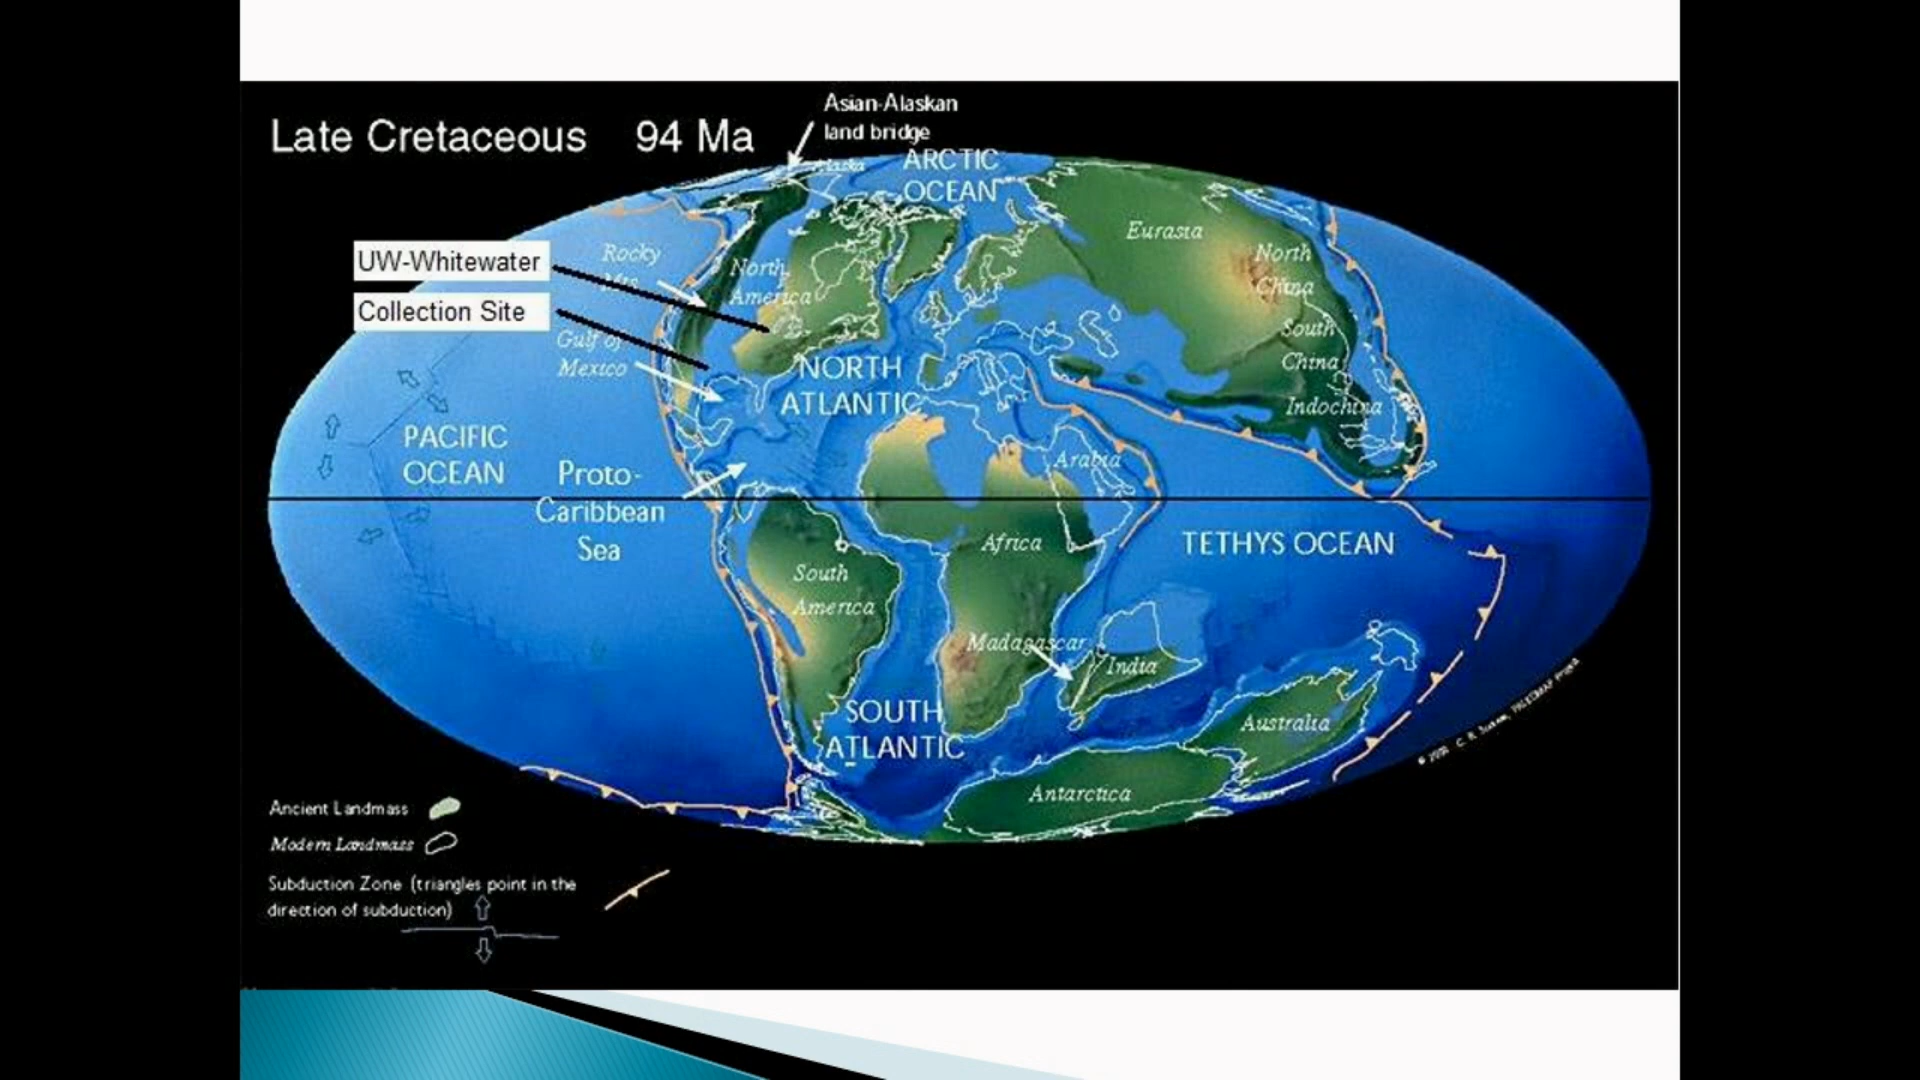 Late Cretaceous 94 Ma
Asian-Alaskan
land bridge
Alaska
ARCTIC
OCEAN
UW-Whitewater
Collection Site
Rocky
Mts
North
America
Eurasia
North
China
South
China
Indochina
Gulf of
Mexico
NORTH
ATLANTIC
PACIFIC
OCEAN
Proto-
Caribbean
Sea
Arabia
Africa
TETHYS OCEAN
South
America
Madagascar
India
SOUTH
ATLANTIC
Australia
Antarctica
Ancient Landmass
Modern Landmass
Subduction Zone (triangles point in the
direction of subduction)